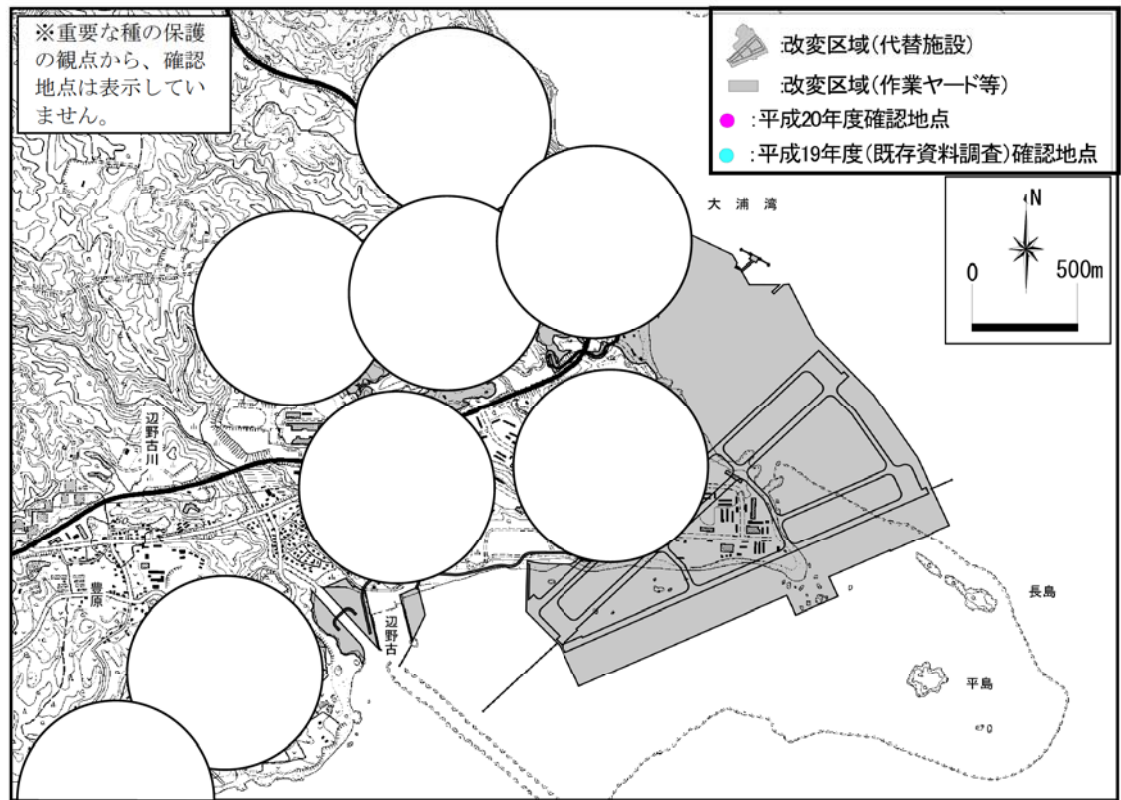 ※重要な種の保護
の観点から、確認
地点は表示してい
ません。
:改変区域(代替施設)
:改変区域(作業ヤード等)
:平成20年度確認地点
:平成19年度(既存資料調査)確認地点
大浦湾
N
0 500m
辺野古川
豊原
辺野古
長島
平島